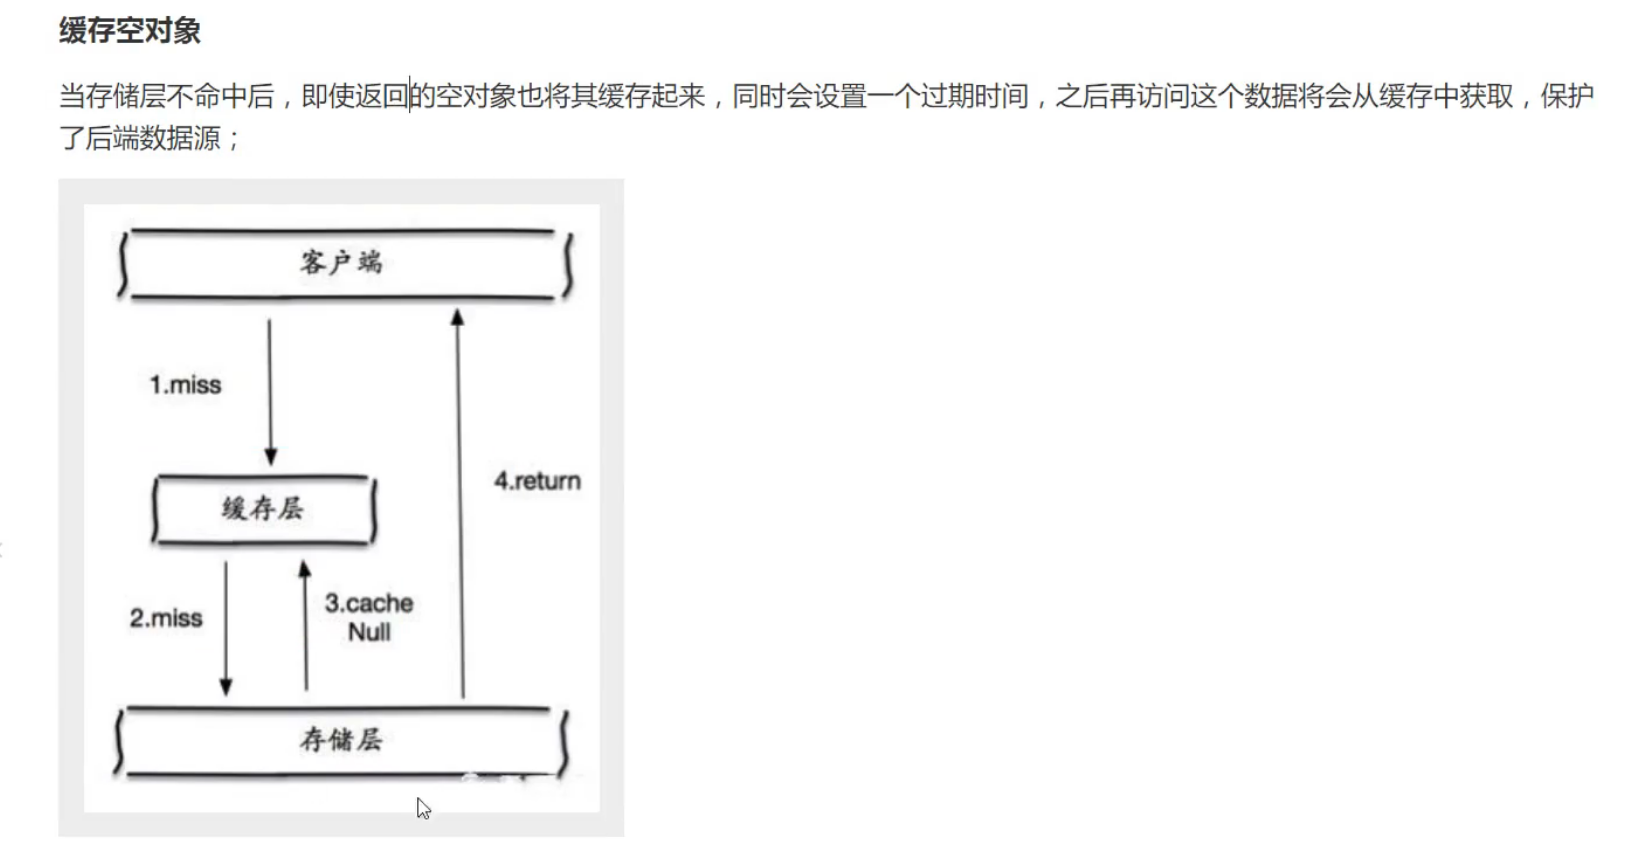 缓存空对象
当存储层不命中后，即使返回的空对象也将其缓存起来，同时会设置一个过期时间，之后再访问这个数据将会从缓存中获取，保护
了后端数据源；
客户端
1.miss
4.return
缓存层
2.miss
3.cache
Null
存储层